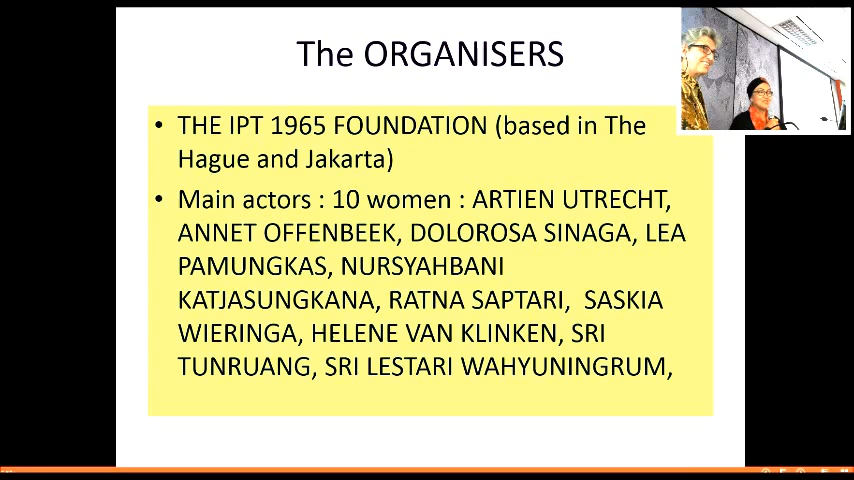 The ORGANISERS
• THE IPT 1965 FOUNDATION (based in The
Hague and Jakarta)
• Main actors : 10 women : ARTIEN UTRECHT,
ANNET OFFENBEEK, DOLOROSA SINAGA, LEA
PAMUNGKAS, NURSYAHBANI
KATJASUNGKANA, RATNA SAPTARI, SASKIA
WIERINGA, HELENE VAN KLINKEN, SRI
TUNRUANG, SRI LESTARI WAHYUNINGRUM,